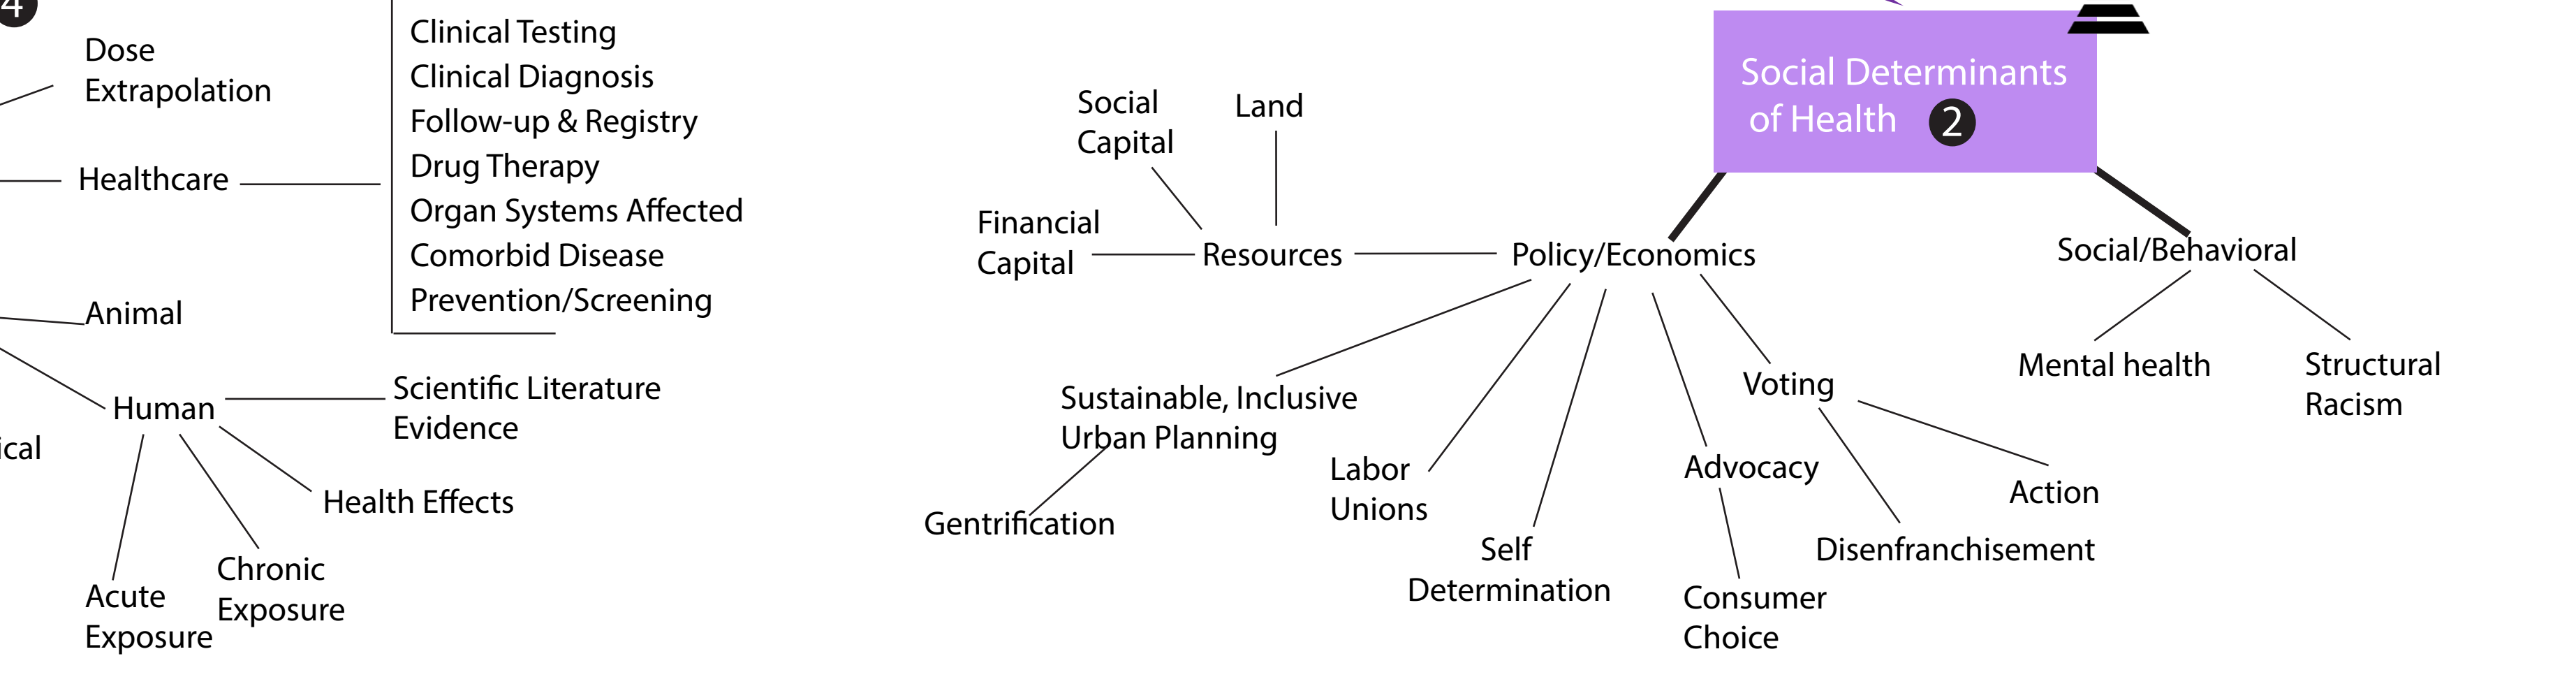 4
Dose
Extrapolation
Healthcare
Clinical Testing
Clinical Diagnosis
Follow-up & Registry
Drug Therapy
Organ Systems Affected
Comorbid Disease
Prevention/Screening
Animal
Human
Scientific Literature
Evidence
ical
Health Effects
Chronic
Exposure
Acute
Exposure
Social Determinants
of Health 2
Social
Capital
Land
Financial
Capital
Resources
Policy/Economics
Social/Behavioral
Sustainable, Inclusive
Urban Planning
Gentrification
Labor
Unions
Self
Determination
Advocacy
Consumer
Choice
Voting
Disenfranchisement
Action
Mental health
Structural
Racism